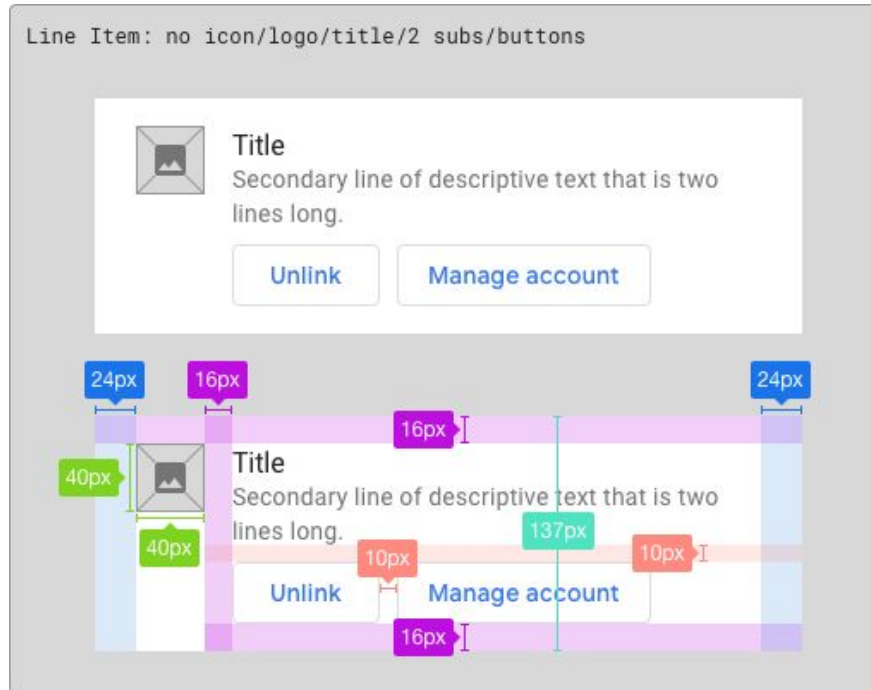 Line Item: no icon/logo/title/2 subs/buttons
Title
Secondary line of descriptive text that is two
lines long.
Unlink Manage account
24px 16px 24px
16px
Title
40px
Secondary line of descriptive text that is two
lines long.
137px
40px
10px
10px
Unlink Manage account
16px